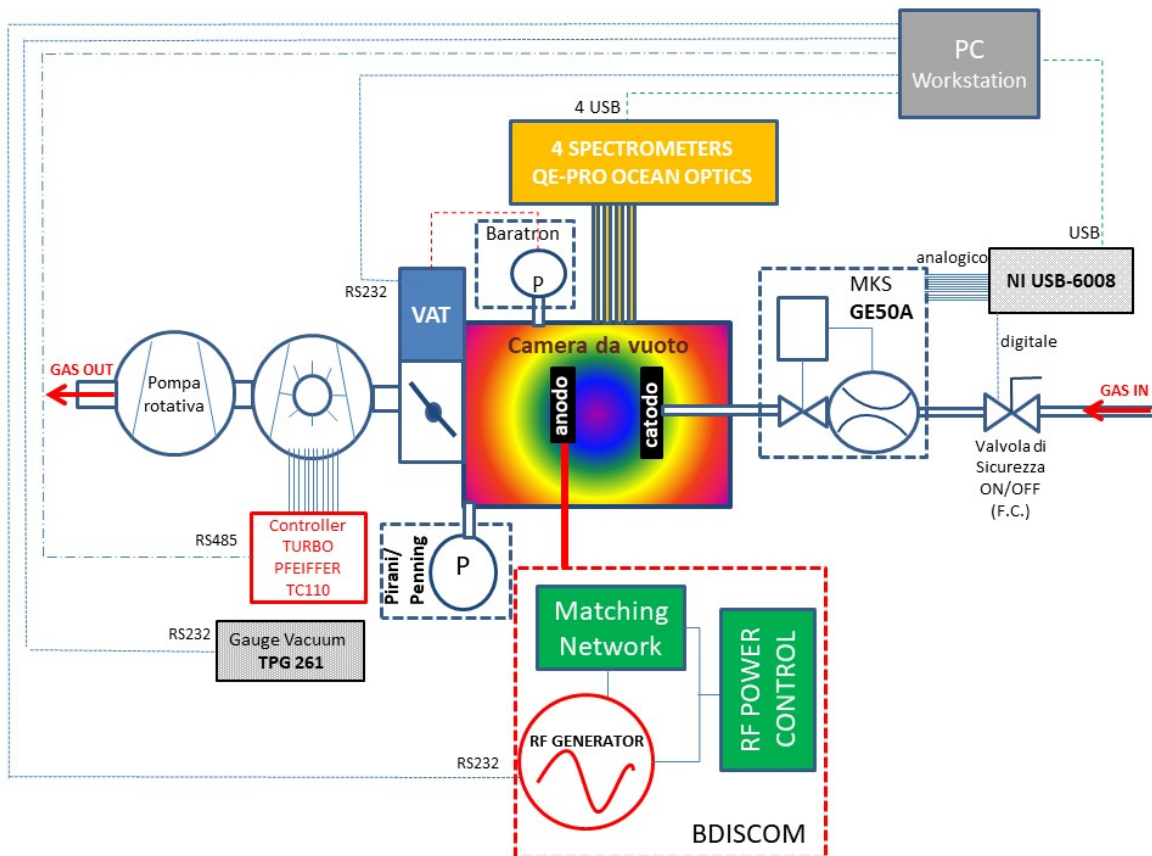 PC
Workstation
4 USB
4 SPECTROMETERS
QE-PRO OCEAN OPTICS
USB
Baratron
P
analogico
NI USB-6008
MKS
GE50A
RS232
VAT
digitale
Camera da vuoto
GAS OUT
Pompa
rotativa
anodo
catodo
GAS IN
Valvola di
Sicurezza
ON/OFF
(F.C.)
RS485
Controller
TURBO
PFEIFFER
TC110
Pirani/
Penning
P
RS232
Gauge Vacuum
TPG 261
Matching
Network
RF POWER
CONTROL
RF GENERATOR
RS232
BDISCOM